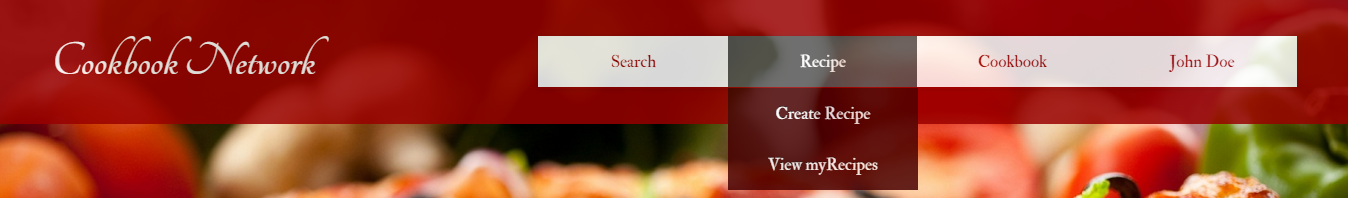 Cookbook Network
Search
Recipe
Cookbook
John Doe
Create Recipe
View myRecipes